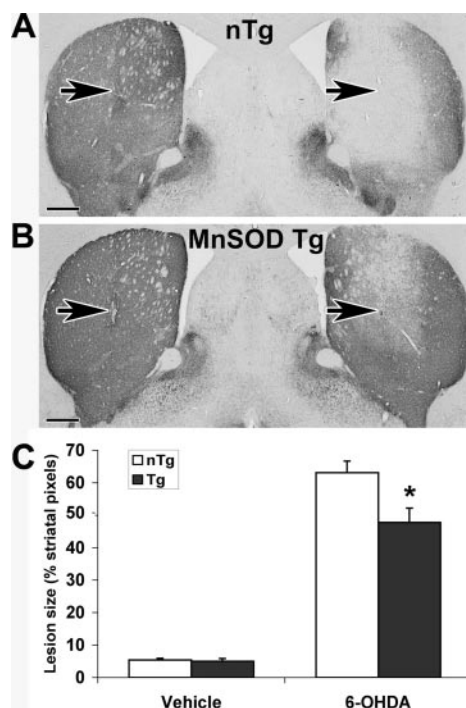 A
nTg
B
MnSOD Tg
C
Lesion size (% striatal pixels)
70
60
50
40
30
20
10
0
nTg
Tg
*
Vehicle
6-OHDA